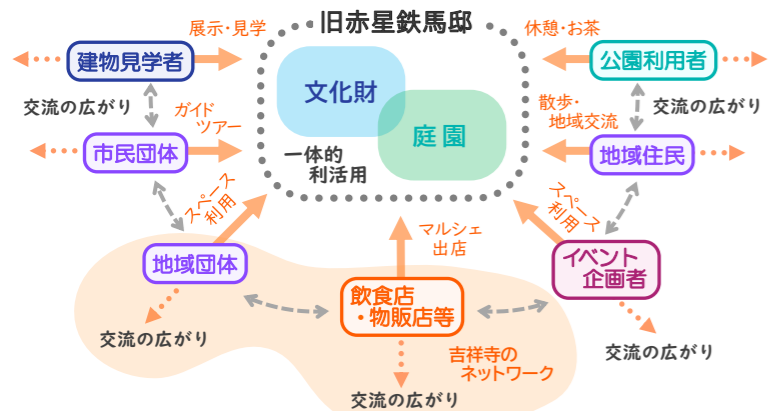 旧赤星鉄馬邸
展示・見学
休憩・お茶
建物見学者
公園利用者
文化財
庭園
一体的
利活用
交流の広がり
交流の広がり
ガイド
ツアー
散歩・
地域交流
市民団体
地域住民
スペース
利用
スペース
利用
マルシェ
出店
地域団体
イベント
企画者
飲食店
・物販店等
交流の広がり
交流の広がり
吉祥寺の
ネットワーク
交流の広がり